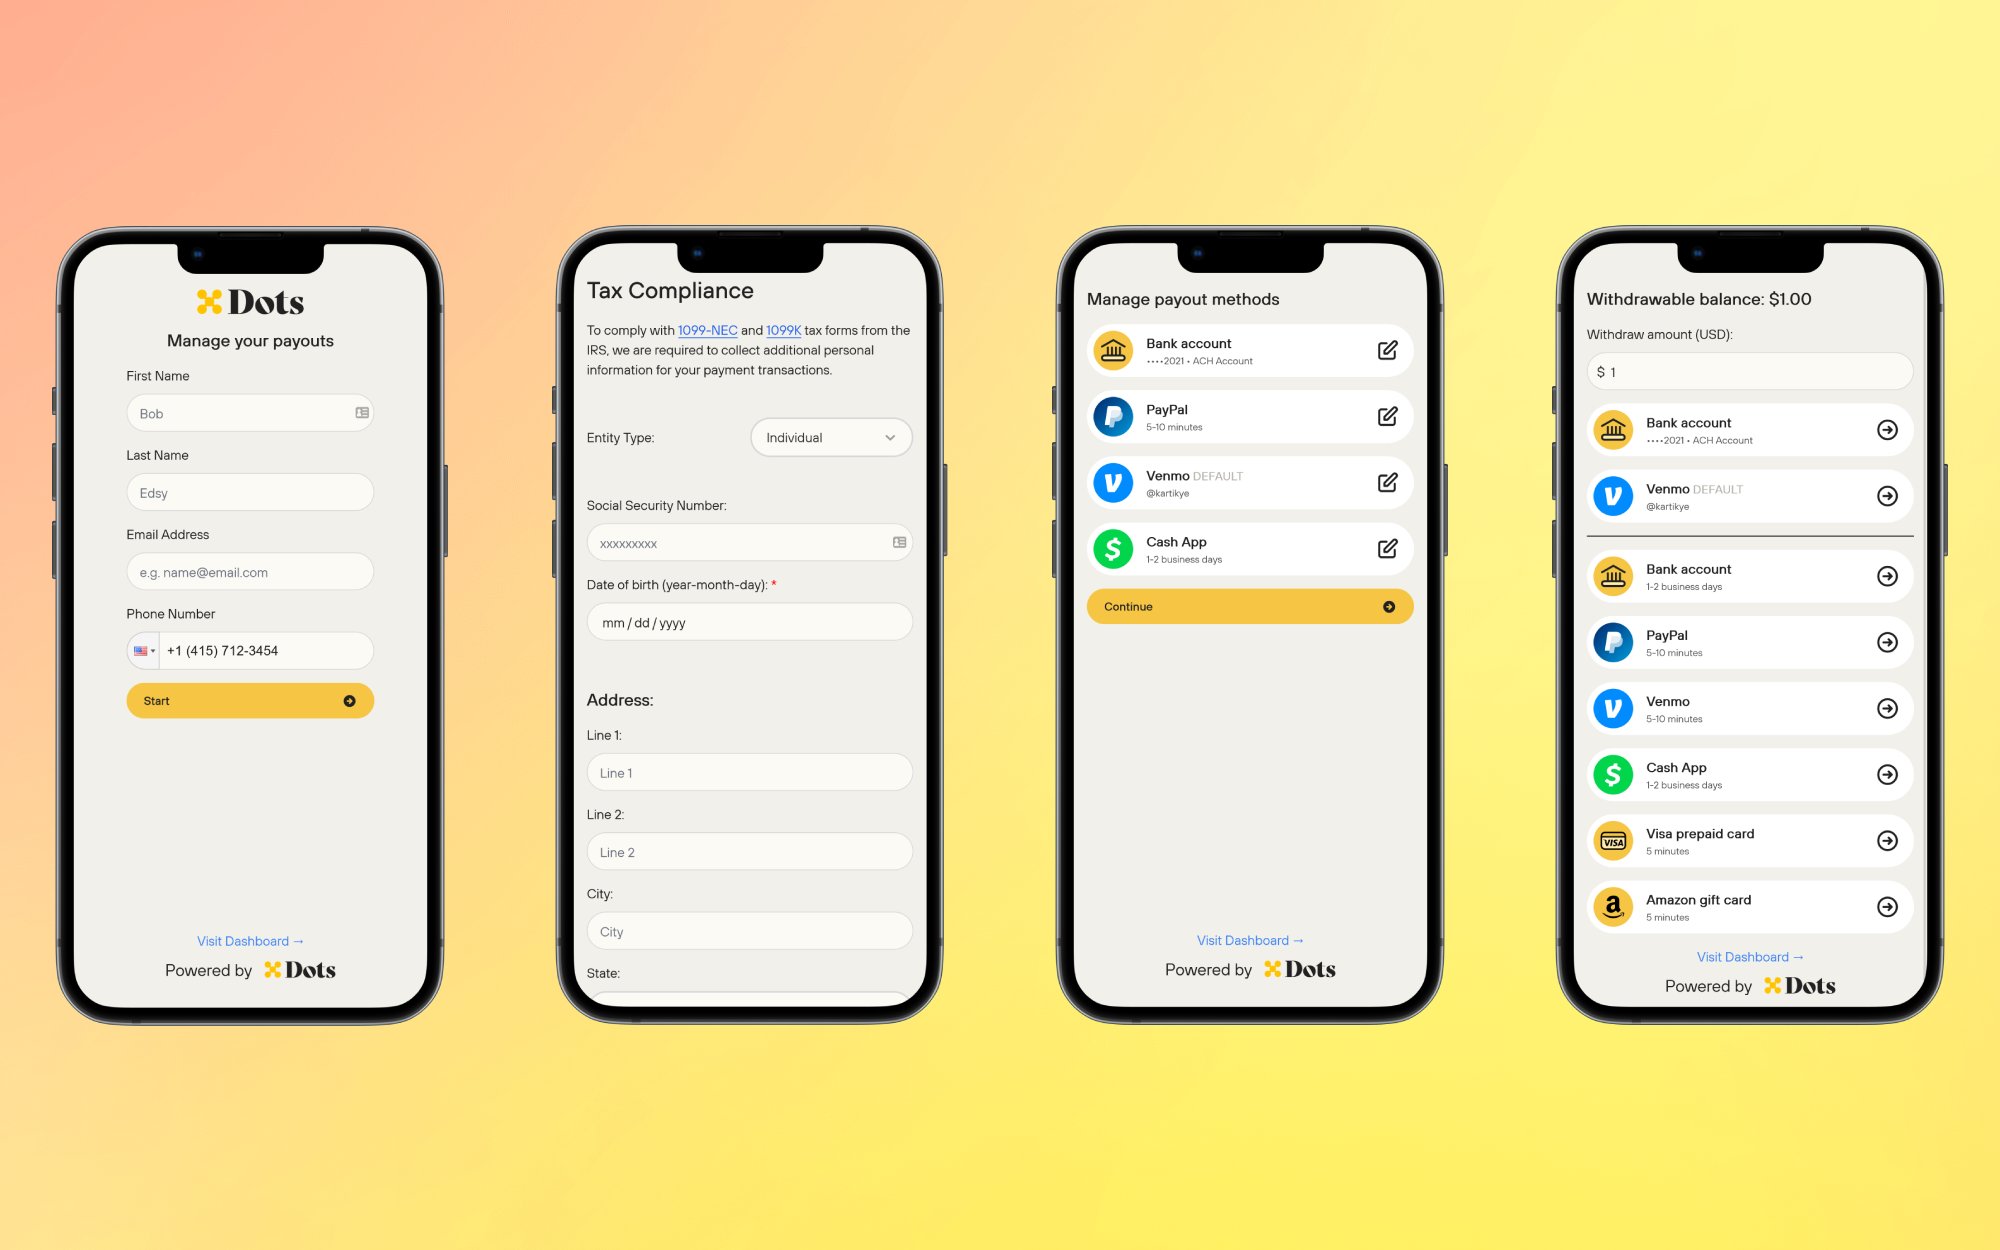 Dots
Manage your payouts
First Name
Bob
Last Name
Edsy
Email Address
e.g. name@email.com
Phone Number
+1 (415) 712-3454
Start
Visit Dashboard →
Powered by Dots
Tax Compliance
To comply with 1099-NEC and 1099K tax forms from the
IRS, we are required to collect additional personal
information for your payment transactions.
Entity Type: Individual
Social Security Number:
xxxxxxxxx
Date of birth (year-month-day): *
mm / dd / yyyy
Address:
Line 1:
Line 1
Line 2:
Line 2
City:
City
State:
Manage payout methods
Bank account
••••2021 • ACH Account
PayPal
5-10 minutes
Venmo DEFAULT
@kartikye
Cash App
1-2 business days
Continue
Visit Dashboard →
Powered by Dots
Withdrawable balance: $1.00
Withdraw amount (USD):
$ 1
Bank account
••••2021 • ACH Account
Venmo DEFAULT
@kartikye
Bank account
1-2 business days
PayPal
5-10 minutes
Venmo
5-10 minutes
Cash App
1-2 business days
VISA
Visa prepaid card
5 minutes
Amazon gift card
5 minutes
Visit Dashboard →
Powered by Dots